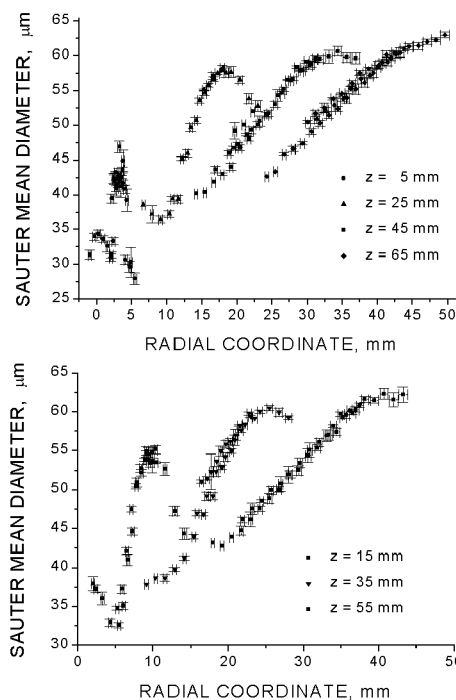 SAUTER MEAN DIAMETER, μm
65
60
55
50
45
40
35
30
25
z = 5 mm
z = 25 mm
z = 45 mm
z = 65 mm
0 5 10 15 20 25 30 35 40 45 50
RADIAL COORDINATE, mm
SAUTER MEAN DIAMETER, μm
65
60
55
50
45
40
35
30
z = 15 mm
z = 35 mm
z = 55 mm
0 10 20 30 40 50
RADIAL COORDINATE, mm